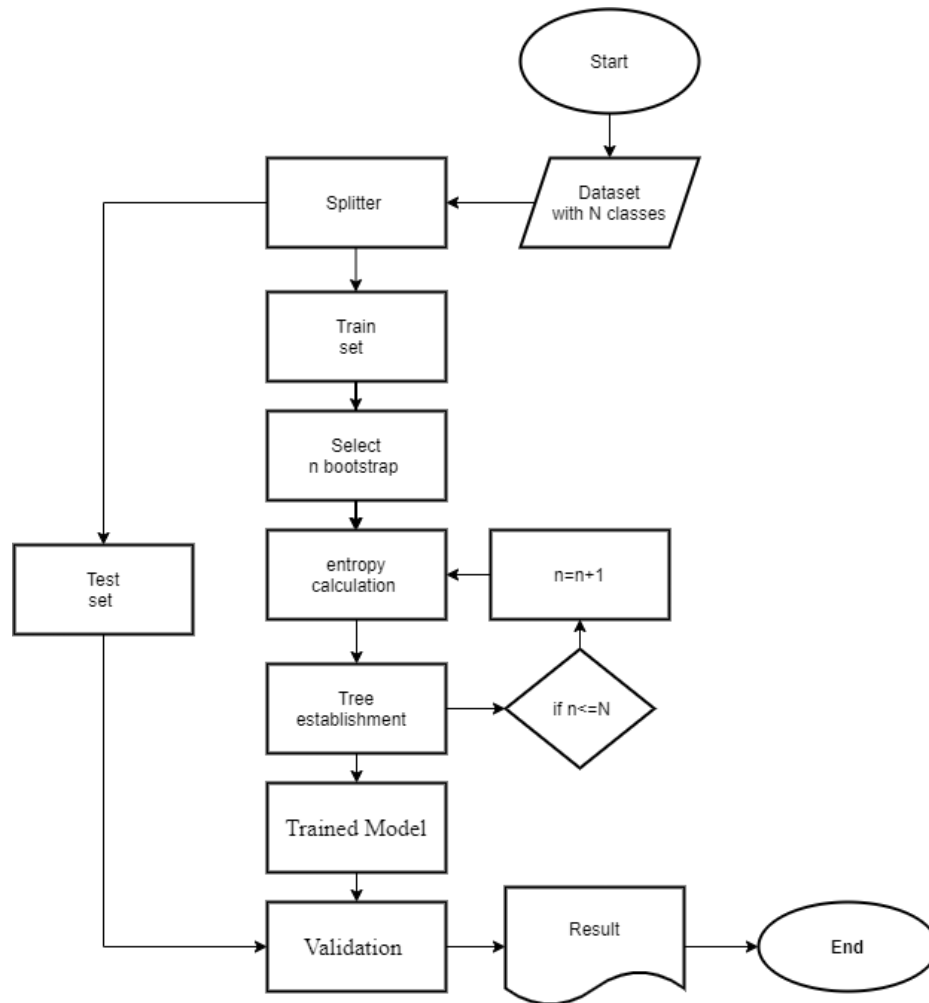 Start
Dataset
with N classes
Splitter
Train
set
Select
n bootstrap
entropy
calculation
n=n+1
Test
set
Tree
establishment
if n<=N
Trained Model
Validation
Result
End